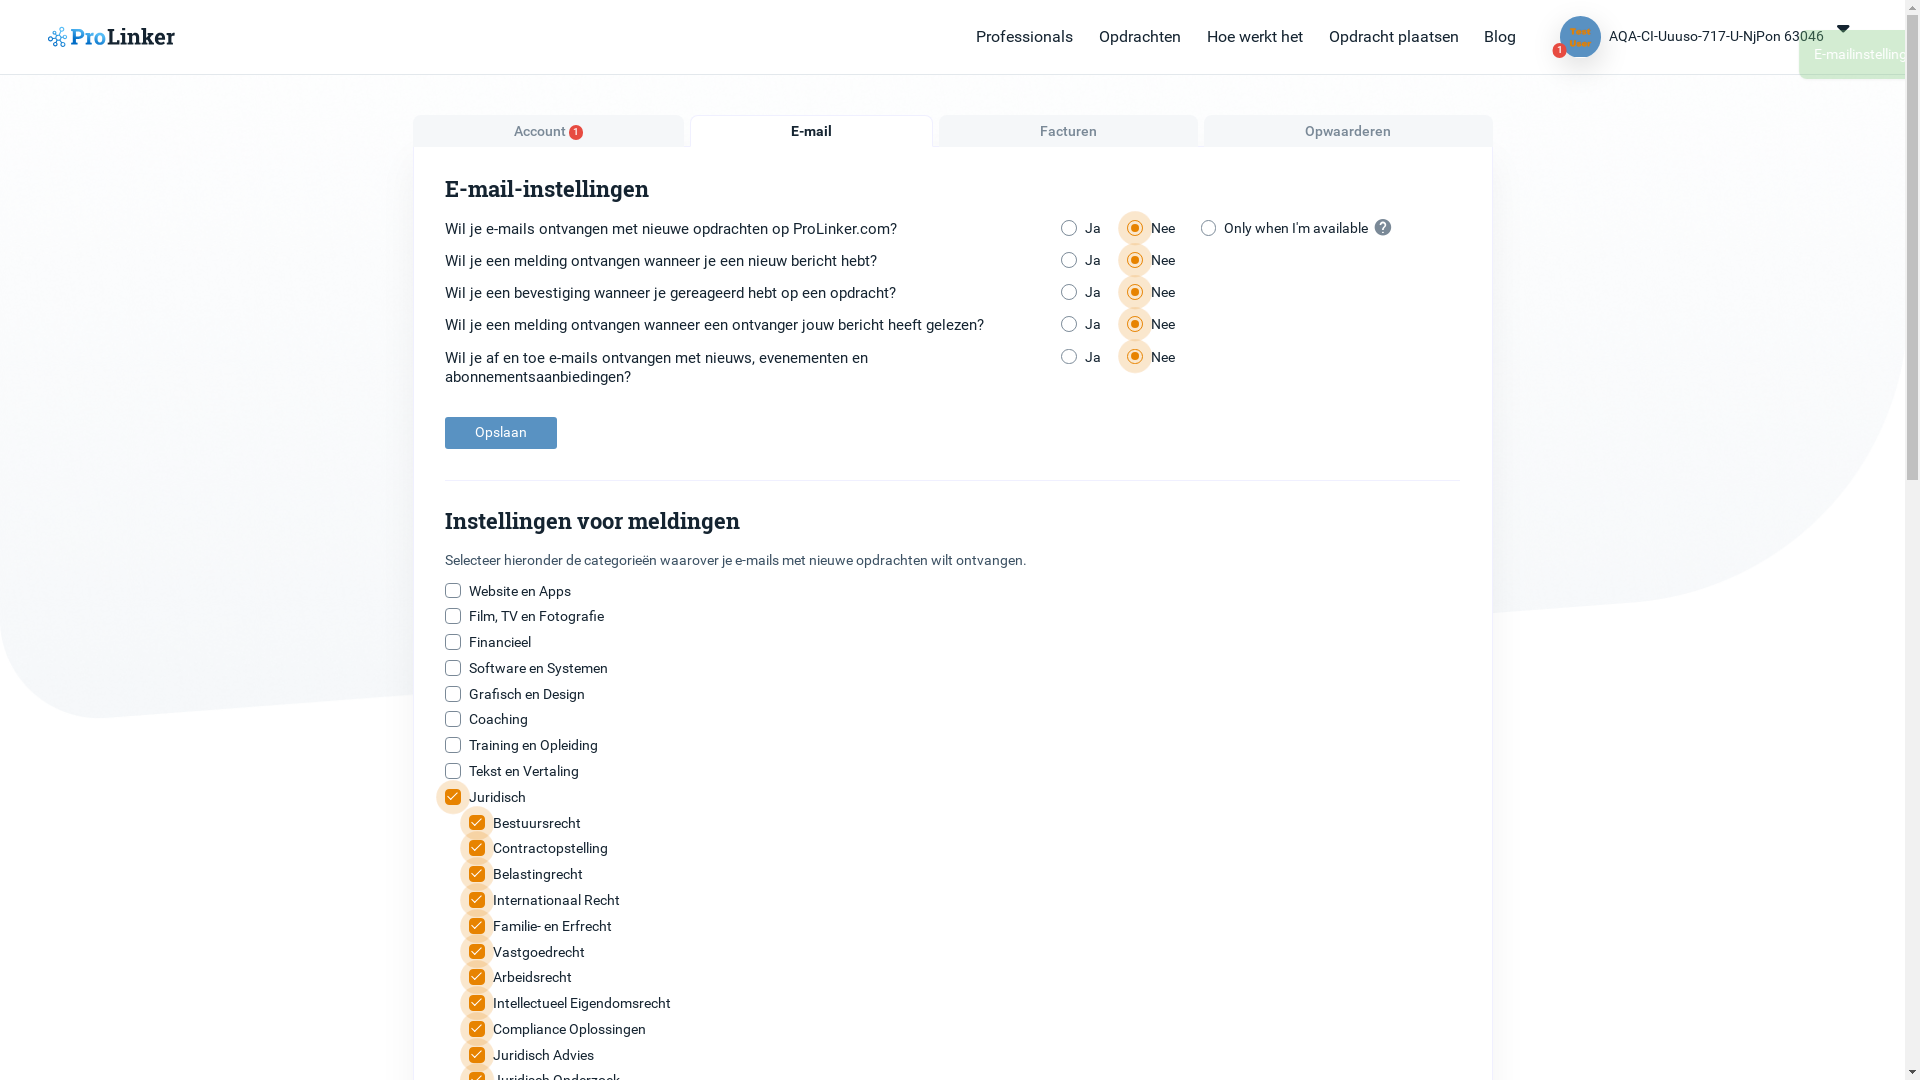 ProLinker
Professionals Opdrachten Hoe werkt het Opdracht plaatsen Blog
Test User
1
AQA-CI-Uuuso-717-U-NjPon 63046
Account 1 E-mail Facturen Opwaarderen
E-mail-instellingen
Wil je e-mails ontvangen met nieuwe opdrachten op ProLinker.com? Ja Nee Only when I'm available ?
Wil je een melding ontvangen wanneer je een nieuw bericht hebt? Ja Nee
Wil je een bevestiging wanneer je gereageerd hebt op een opdracht? Ja Nee
Wil je een melding ontvangen wanneer een ontvanger jouw bericht heeft gelezen? Ja Nee
Wil je af en toe e-mails ontvangen met nieuws, evenementen en Ja Nee
abonnementsaanbiedingen?
Opslaan
Instellingen voor meldingen
Selecteer hieronder de categorieën waarover je e-mails met nieuwe opdrachten wilt ontvangen.
Website en Apps
Film, TV en Fotografie
Financieel
Software en Systemen
Grafisch en Design
Coaching
Training en Opleiding
Tekst en Vertaling
Juridisch
Bestuursrecht
Contractopstelling
Belastingrecht
Internationaal Recht
Familie- en Erfrecht
Vastgoedrecht
Arbeidsrecht
Intellectueel Eigendomsrecht
Compliance Oplossingen
Juridisch Advies
Juridisch Onderzoek